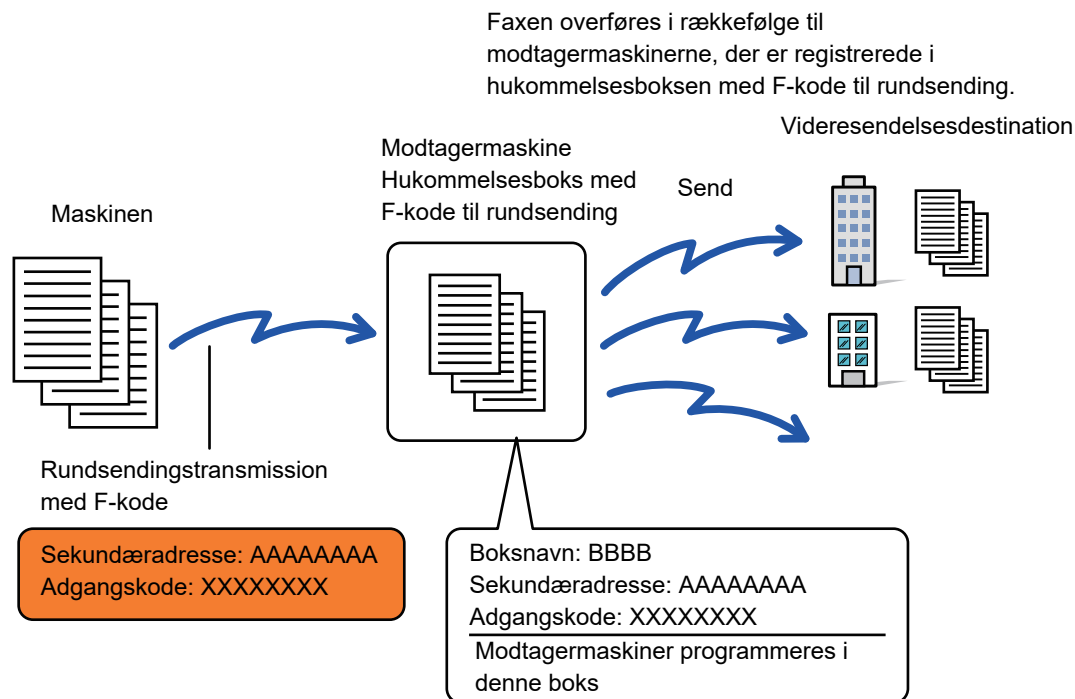 Faxen overføres i rækkefølge til
modtagermaskinerne, der er registrerede i
hukommelsesboksen med F-kode til rundsending.
Videresendelsesdestination
Modtagermaskine
Hukommelsesboks med
F-kode til rundsending
Send
Maskinen
Rundsendingstransmission
med F-kode
Sekundæradresse: AAAAAAAA
Adgangskode: XXXXXXXX
Boksnavn: BBBB
Sekundæradresse: AAAAAAAA
Adgangskode: XXXXXXXX
Modtagermaskiner programmeres i
denne boks